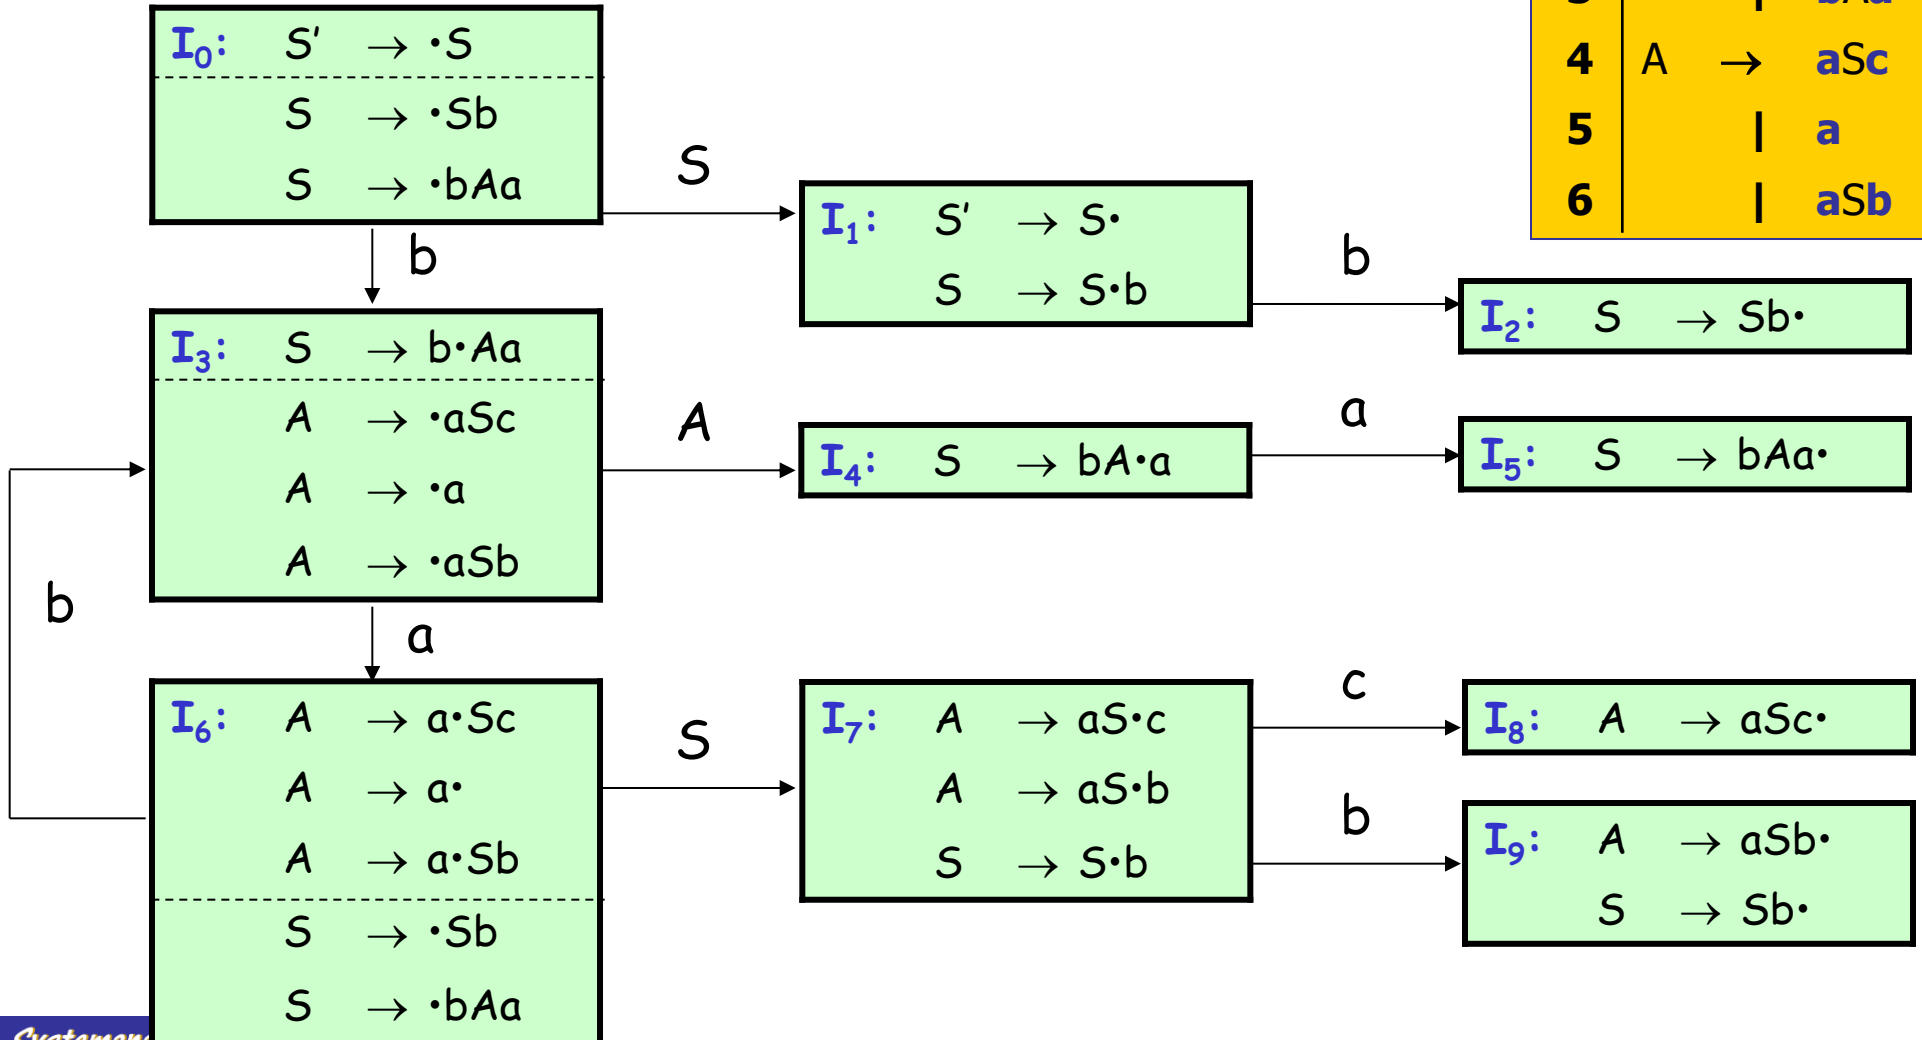 I0: S' → •S
S → •Sb
S → •bAa
S
b
I1: S' → S•
S → S•b
b
I2: S → Sb•
4 A → aSc
5 | a
6 | aSb
I3: S → b•Aa
A → •aSc
A → •a
A → •aSb
A
I4: S → bA•a
a
I5: S → bAa•
b
a
I6: A → a•Sc
A → a•
A → a•Sb
S → •Sb
S → •bAa
S
I7: A → aS•c
A → aS•b
S → S•b
c
I8: A → aSc•
b
I9: A → aSb•
S → Sb•